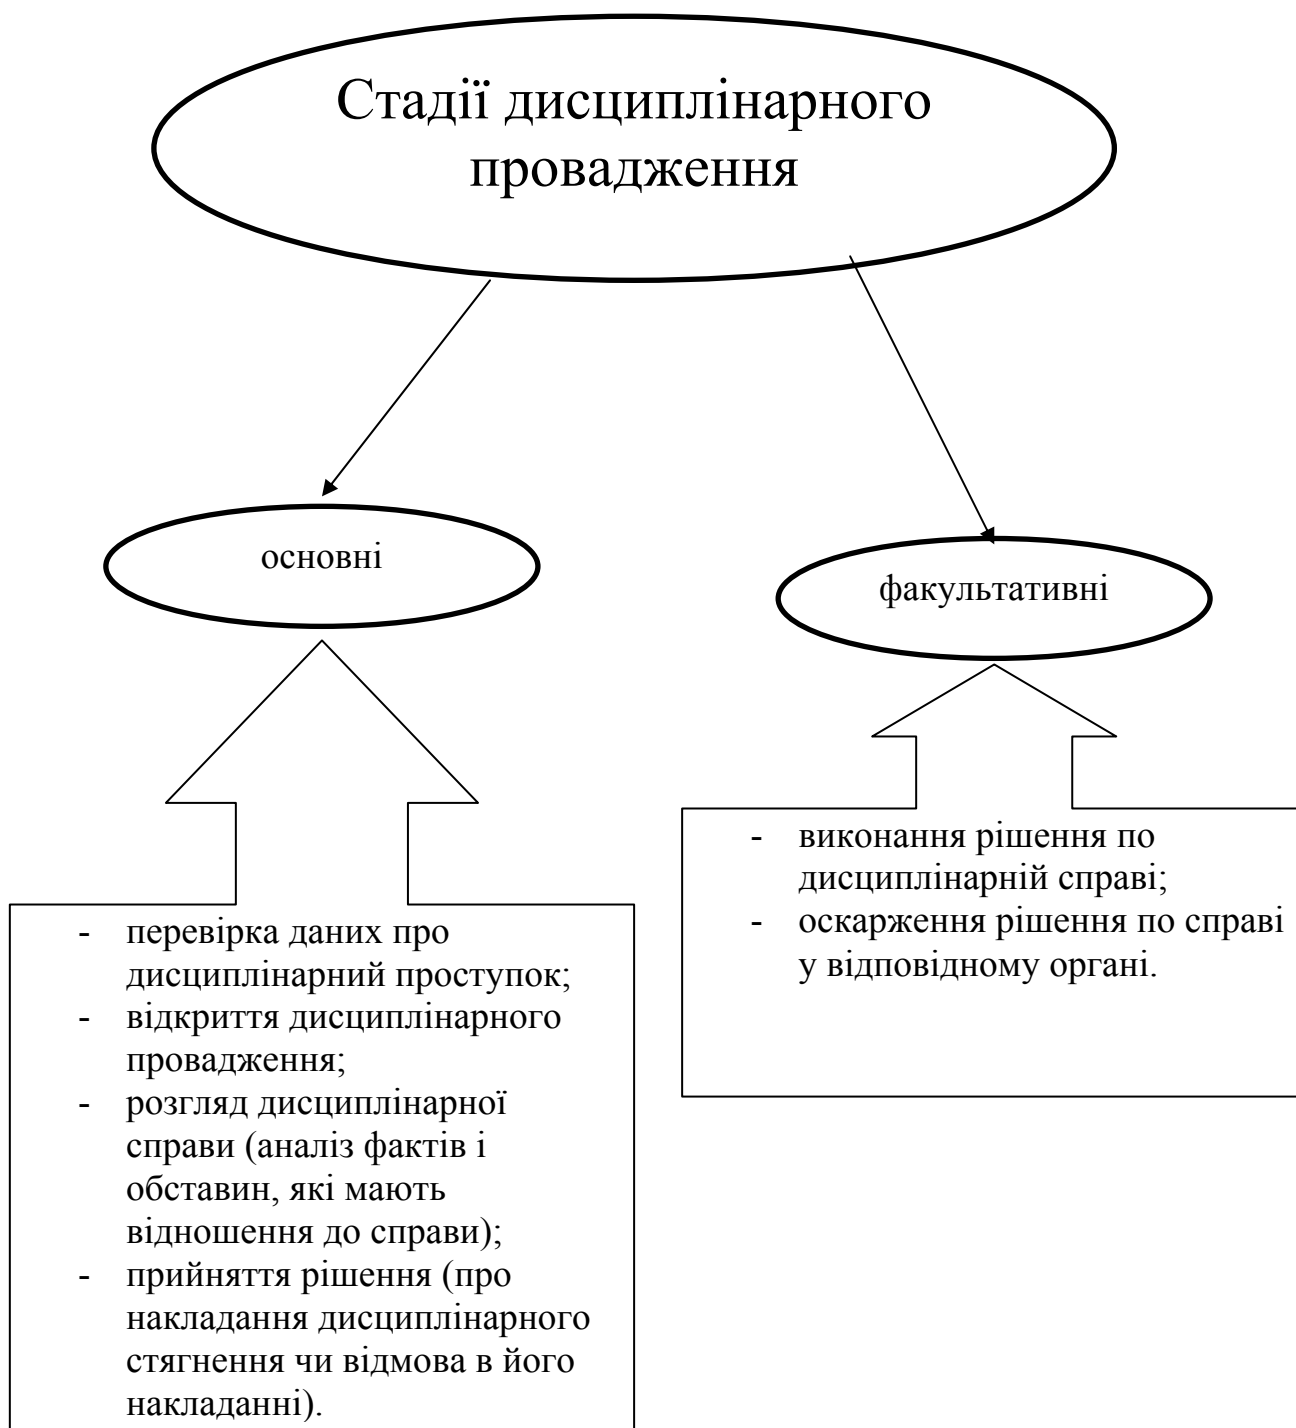 Стадії дисциплінарного
провадження
основні
факультативні
- перевірка даних про
дисциплінарний проступок;
- відкриття дисциплінарного
провадження;
- розгляд дисциплінарної
справи (аналіз фактів і
обставин, які мають
відношення до справи);
- прийняття рішення (про
накладання дисциплінарного
стягнення чи відмова в його
накладанні).
- виконання рішення по
дисциплінарній справі;
- оскарження рішення по справі
у відповідному органі.